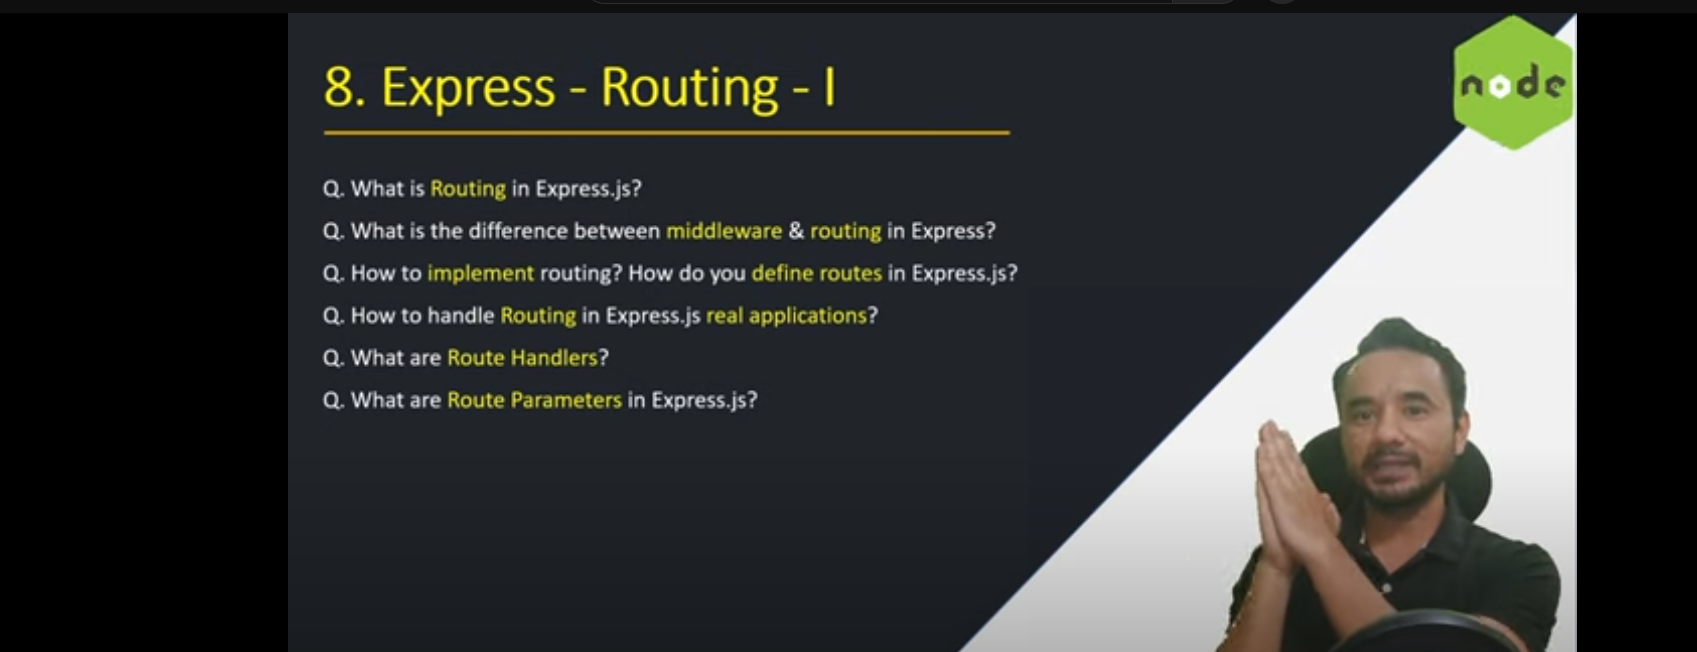 8. Express - Routing - I
node
Q. What is Routing in Express.js?
Q. What is the difference between middleware & routing in Express?
Q. How to implement routing? How do you define routes in Express.js?
Q. How to handle Routing in Express.js real applications?
Q. What are Route Handlers?
Q. What are Route Parameters in Express.js?